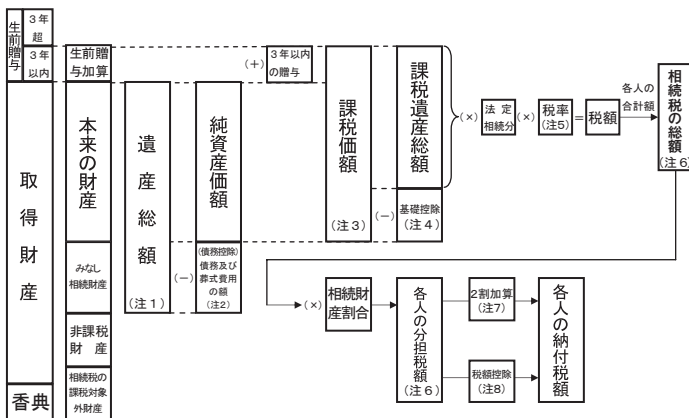 生前贈与
3年
超
3年
以内
取得財産
香典
生前贈
与加算
本来の財産
みなし
相続財産
非課税
財産
相続税の
課税対象
外財産
遺産総額
(注1)
(−)
純資産価額
(債務控除)
債務及び
葬式費用
の額
(注2)
(+)
3年以内
の贈与
課税価額
(注3)
(−)
課税遺産総額
基礎控除
(注4)
(×)
法定
相続分
(×)
税率
(注5)
=
税額
各人の
合計額
相続税の総額
(注6)
(×)
相続財
産割合
各人の分担税額
(注6)
2割加算
(注7)
税額控除
(注8)
各人の納付税額